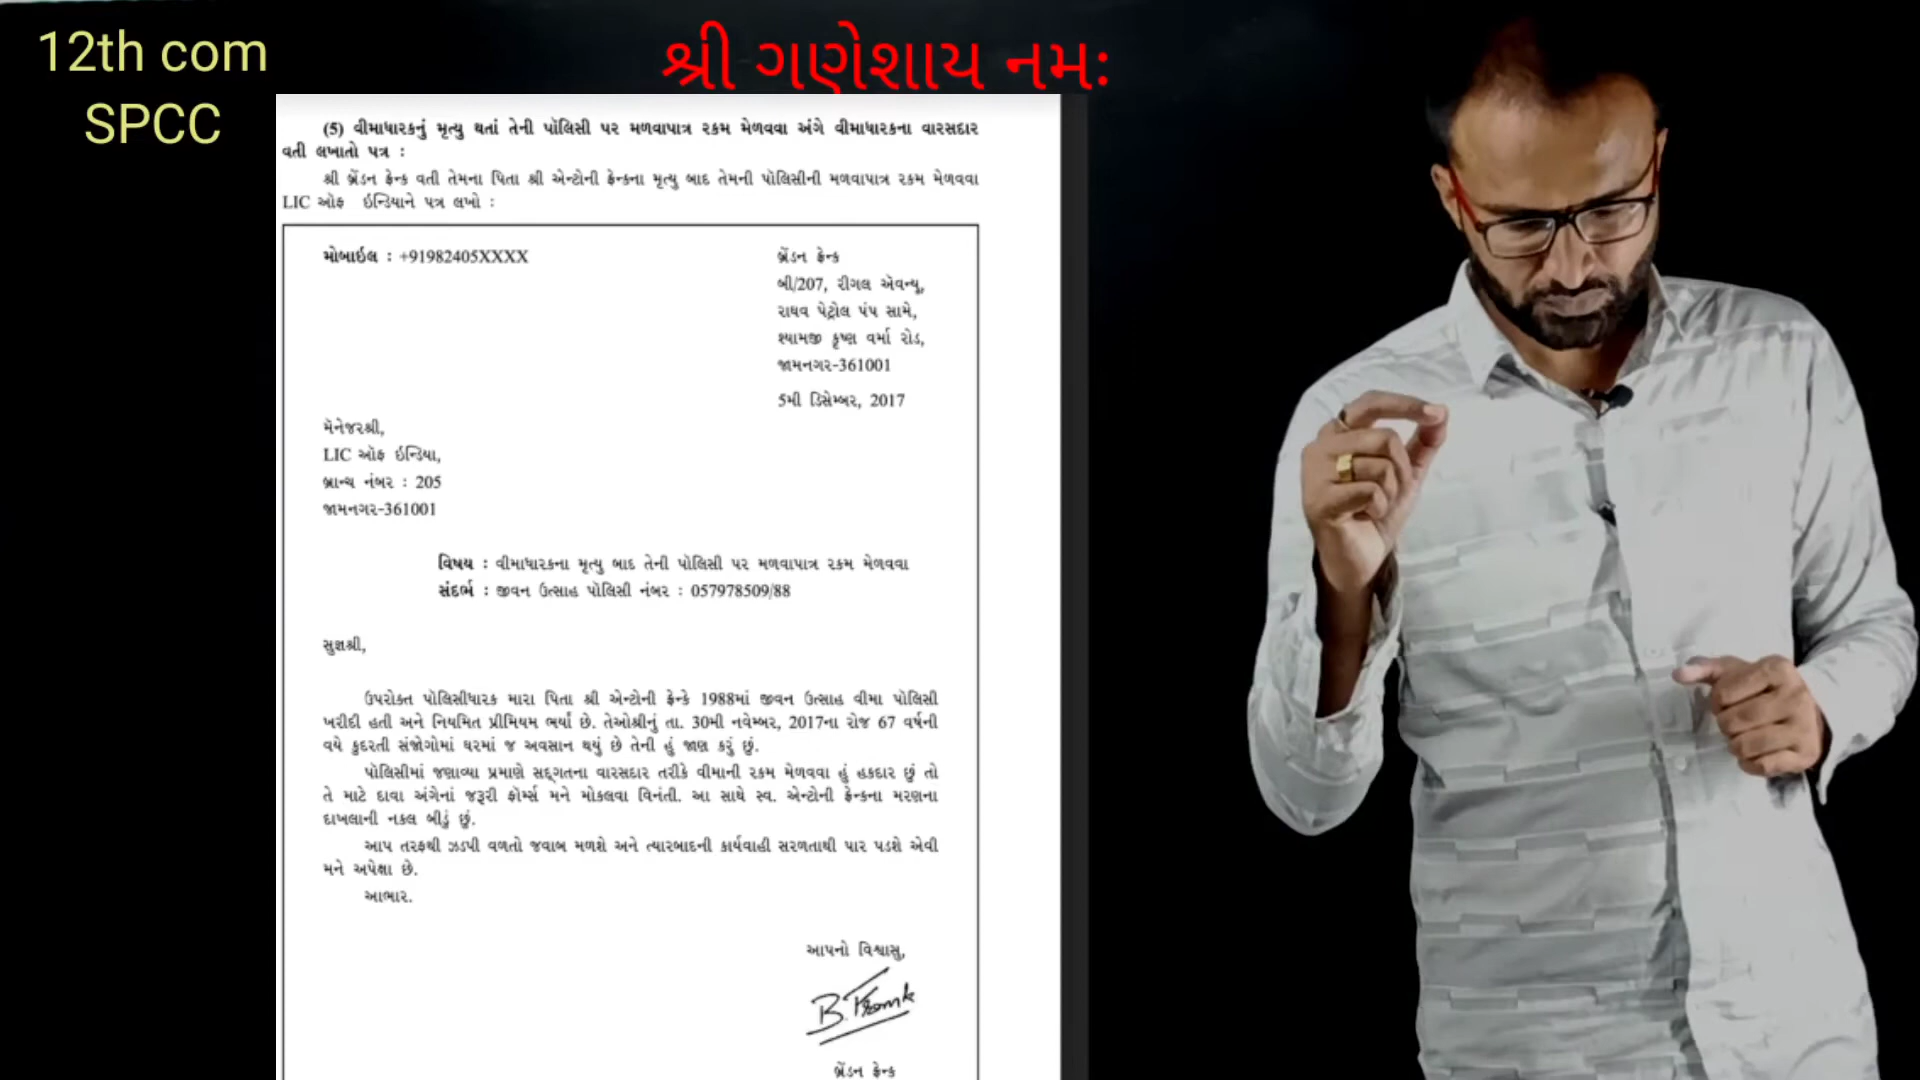 12th com
SPCC
શ્રી ગણેશાય નમઃ
(5) વીમાધારકનું મૃત્યુ થતાં તેની પૉલિસી પર મળવાપાત્ર રકમ મેળવવા અંગે વીમાધારકના વારસદાર
વતી લખાતો પત્ર :
શ્રી બ્રેંડન ફ્રેન્ક વતી તેમના પિતા શ્રી એન્ટોની ફ્રેન્કના મૃત્યુ બાદ તેમની પૉલિસીની મળવાપાત્ર રકમ મેળવવા
LIC ઑફ ઇન્ડિયાને પત્ર લખો :
મોબાઇલ : +91982405XXXX
બ્રેંડન ફ્રેન્ક
બી/207, રીગલ ઍવન્યૂ,
રાઘવ પેટ્રોલ પંપ સામે,
શ્યામજી કૃષ્ણ વર્મા રોડ,
જામનગર-361001
5મી ડિસેમ્બર, 2017
મૅનેજરશ્રી,
LIC ઑફ ઇન્ડિયા,
બ્રાન્ચ નંબર : 205
જામનગર-361001
વિષય : વીમાધારકના મૃત્યુ બાદ તેની પૉલિસી પર મળવાપાત્ર રકમ મેળવવા
સંદર્ભ : જીવન ઉત્સાહ પૉલિસી નંબર : 057978509/88
સુજ્ઞશ્રી,
ઉપરોક્ત પૉલિસીધારક મારા પિતા શ્રી એન્ટોની ફ્રેન્કે 1988માં જીવન ઉત્સાહ વીમા પૉલિસી
ખરીદી હતી અને નિયમિત પ્રીમિયમ ભર્યાં છે. તેઓશ્રીનું તા. 30મી નવેમ્બર, 2017ના રોજ 67 વર્ષની
વયે કુદરતી સંજોગોમાં ઘરમાં જ અવસાન થયું છે તેની હું જાણ કરું છું.
પૉલિસીમાં જણાવ્યા પ્રમાણે સદ્‌ગતના વારસદાર તરીકે વીમાની રકમ મેળવવા હું હકદાર છું તો
તે માટે દાવા અંગેનાં જરૂરી ફૉર્મ્સ મને મોકલવા વિનંતી. આ સાથે સ્વ. એન્ટોની ફ્રેન્કના મરણના
દાખલાની નકલ બીડું છું.
આપ તરફથી ઝડપી વળતો જવાબ મળશે અને ત્યારબાદની કાર્યવાહી સરળતાથી પાર પડશે એવી
મને અપેક્ષા છે.
આભાર.
આપનો વિશ્વાસુ,
B. Frank
બ્રેંડન ફ્રેન્ક